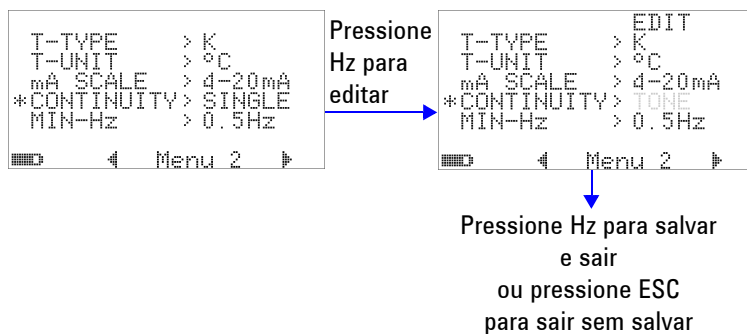 T-TYPE > K
T-UNIT > °C
mA SCALE > 4-20mA
*CONTINUITY> SINGLE
MIN-Hz > 0.5Hz
Menu 2
Pressione
Hz para
editar
EDIT
T-TYPE > K
T-UNIT > °C
mA SCALE > 4-20mA
*CONTINUITY> TONE
MIN-Hz > 0.5Hz
Menu 2
Pressione Hz para salvar
e sair
ou pressione ESC
para sair sem salvar